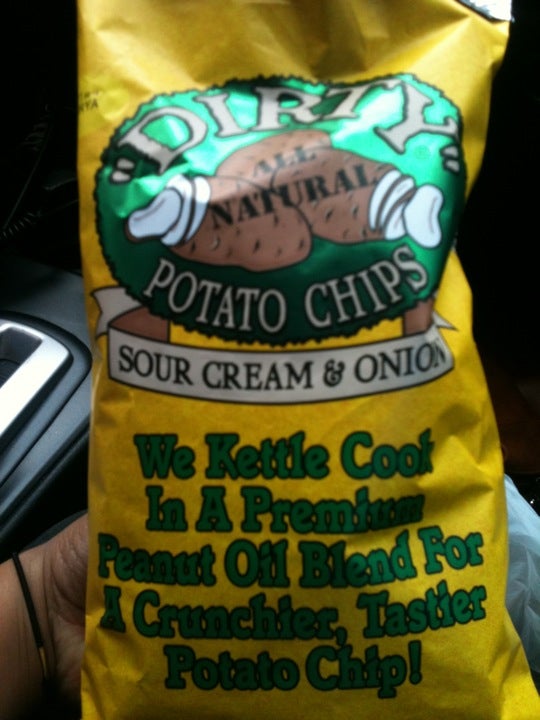 "DIRTY"
ALL
NATURAL
POTATO CHIPS
SOUR CREAM & ONION
We Kettle Cook
In A Premium
Peanut Oil Blend For
A Crunchier, Tastier
Potato Chip!